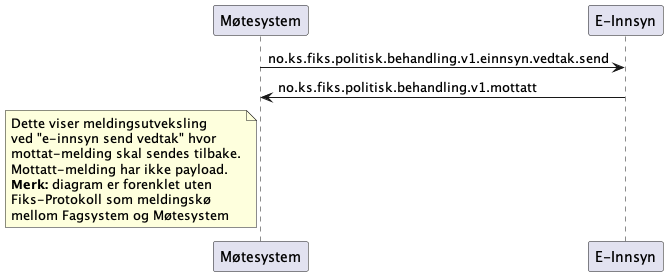 Møtesystem
E-Innsyn
no.ks.fiks.politisk.behandling.v1.einnsyn.vedtak.send
no.ks.fiks.politisk.behandling.v1.mottatt
Dette viser meldingsutveksling
ved "e-innsyn send vedtak" hvor
mottat-melding skal sendes tilbake.
Mottatt-melding har ikke payload.
Merk: diagram er forenklet uten
Fiks-Protokoll som meldingskø
mellom Fagsystem og Møtesystem
Møtesystem
E-Innsyn